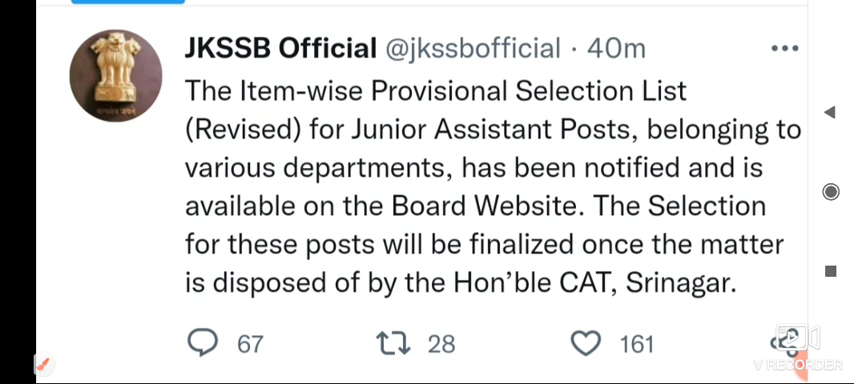 JKSSB Official @jkssbofficial · 40m
The Item-wise Provisional Selection List
(Revised) for Junior Assistant Posts, belonging to
various departments, has been notified and is
available on the Board Website. The Selection
for these posts will be finalized once the matter
is disposed of by the Hon’ble CAT, Srinagar.
67 28 161
V RECORDER